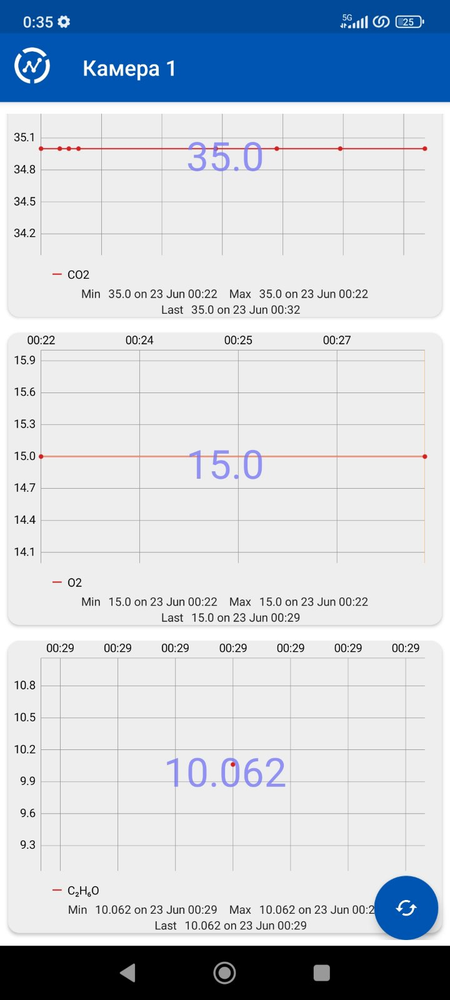 0:35 5G 25
Камера 1
35.1
34.8
34.5
34.2
35.0
CO2
Min 35.0 on 23 Jun 00:22 Max 35.0 on 23 Jun 00:22
Last 35.0 on 23 Jun 00:32
00:22 00:24 00:25 00:27
15.9
15.6
15.3
15.0
14.7
14.4
14.1
15.0
O2
Min 15.0 on 23 Jun 00:22 Max 15.0 on 23 Jun 00:22
Last 15.0 on 23 Jun 00:29
00:29 00:29 00:29 00:29 00:29 00:29 00:29
10.8
10.5
10.2
9.9
9.6
9.3
10.062
C₂H₆O
Min 10.062 on 23 Jun 00:29 Max 10.062 on 23 Jun 00:2
Last 10.062 on 23 Jun 00:29